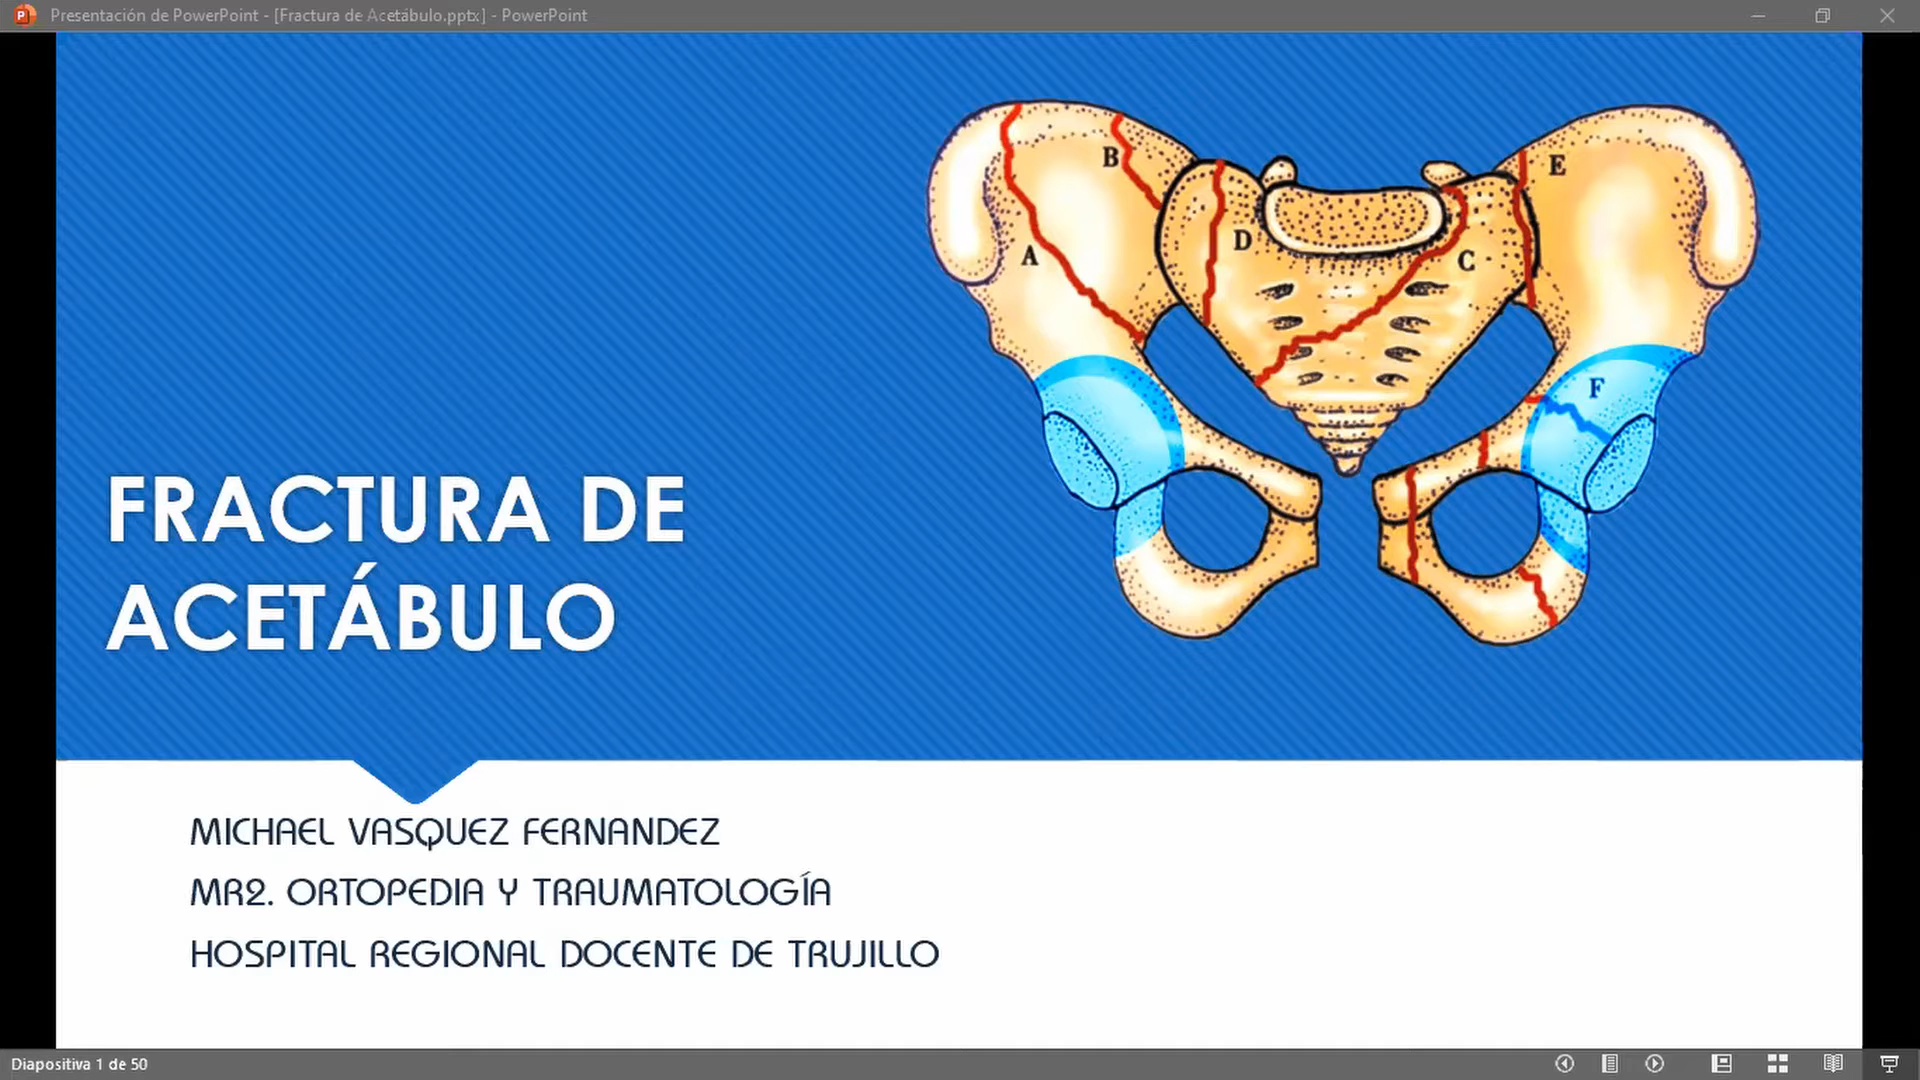 Presentación de PowerPoint - [Fractura de Acetábulo.pptx] - PowerPoint
B
E
D
A
C
F
FRACTURA DE
ACETÁBULO
MICHAEL VASQUEZ FERNANDEZ
MR2. ORTOPEDIA Y TRAUMATOLOGÍA
HOSPITAL REGIONAL DOCENTE DE TRUJILLO
Diapositiva 1 de 50